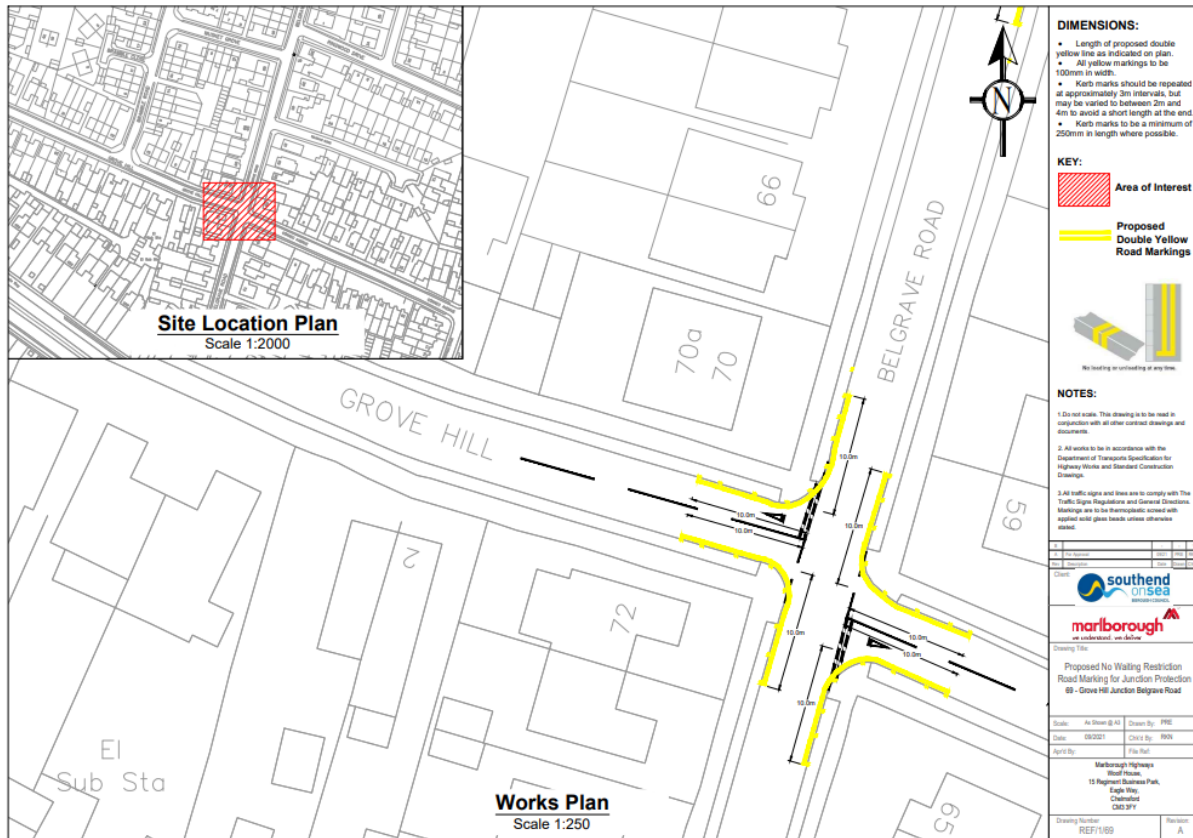 GROVE HILL
Site Location Plan
Scale 1:2000
GROVE HILL
BELGRAVE ROAD
66
70a
70
59
2
72
65
El
Sub Sta
10.0m
10.0m
10.0m
10.0m
10.0m
10.0m
10.0m
10.0m
Works Plan
Scale 1:250
N
DIMENSIONS:
• Length of proposed double
yellow line as indicated on plan.
• All yellow markings to be
100mm in width.
• Kerb marks should be repeated
at approximately 3m intervals, but
may be varied to between 2m and
4m to avoid a short length at the end.
• Kerb marks to be a minimum of
250mm in length where possible.
KEY:
Area of Interest
Proposed
Double Yellow
Road Markings
No loading or unloading at any time.
NOTES:
1.Do not scale. This drawing is to be read in
conjunction with all other contract drawings and
documents.
2. All works to be in accordance with the
Department of Transports Specification for
Highway Works and Standard Construction
Drawings.
3.All traffic signs and lines are to comply with The
Traffic Signs Regulations and General Directions.
Markings are to be thermoplastic screed with
applied solid glass beads unless otherwise
stated.
A For Approval
Rev Description Date
Client:
southend
on sea
BOROUGH COUNCIL
marlborough
we understand. we deliver
Drawing Title:
Proposed No Waiting Restriction
Road Marking for Junction Protection
69 - Grove Hill Junction Belgrave Road
Scale: As Shown @ A3 Drawn By: PRE
Date: 09/2021 Chk'd By: RKN
Apr'd By: File Ref:
Marlborough Highways
Woolf House,
15 Regiment Business Park,
Eagle Way,
Chelmsford
CM3 3FY
Drawing Number Revision
REF/1/69 A